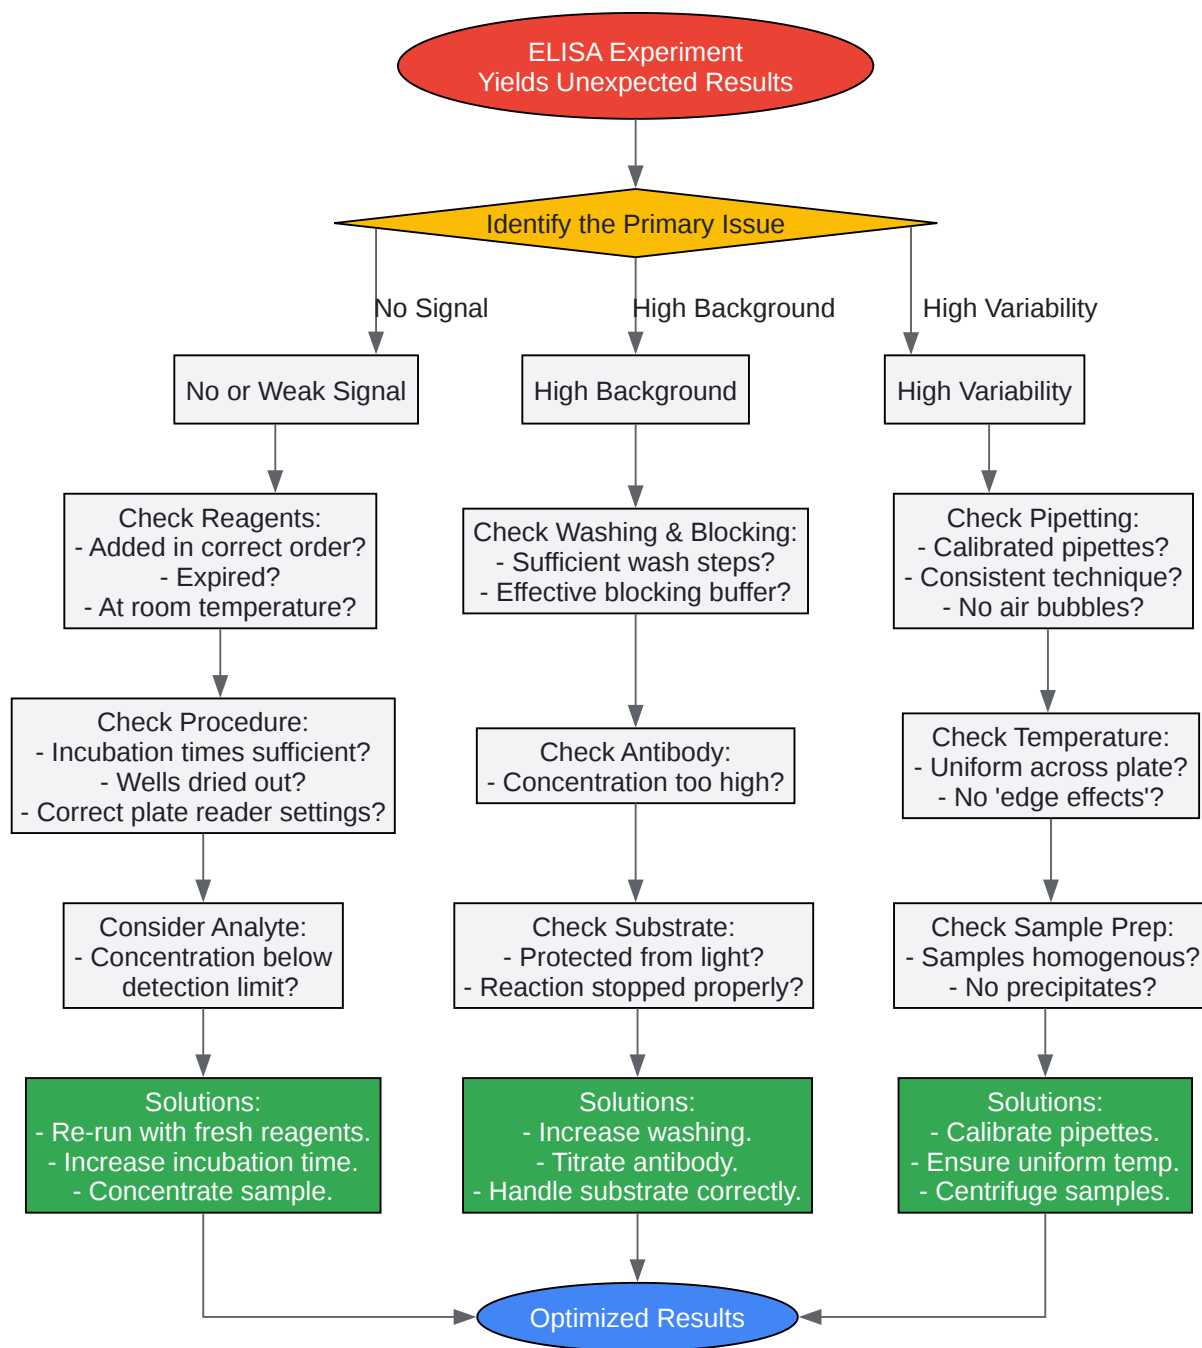 ELISA Experiment
Yields Unexpected Results
Identify the Primary Issue
No Signal
High Background
High Variability
No or Weak Signal
High Background
High Variability
Check Reagents:
- Added in correct order?
- Expired?
- At room temperature?
Check Washing & Blocking:
- Sufficient wash steps?
- Effective blocking buffer?
Check Pipetting:
- Calibrated pipettes?
- Consistent technique?
- No air bubbles?
Check Procedure:
- Incubation times sufficient?
- Wells dried out?
- Correct plate reader settings?
Check Antibody:
- Concentration too high?
Check Temperature:
- Uniform across plate?
- No 'edge effects'?
Consider Analyte:
- Concentration below
detection limit?
Check Substrate:
- Protected from light?
- Reaction stopped properly?
Check Sample Prep:
- Samples homogenous?
- No precipitates?
Solutions:
- Re-run with fresh reagents.
- Increase incubation time.
- Concentrate sample.
Solutions:
- Increase washing.
- Titrate antibody.
- Handle substrate correctly.
Solutions:
- Calibrate pipettes.
- Ensure uniform temp.
- Centrifuge samples.
Optimized Results